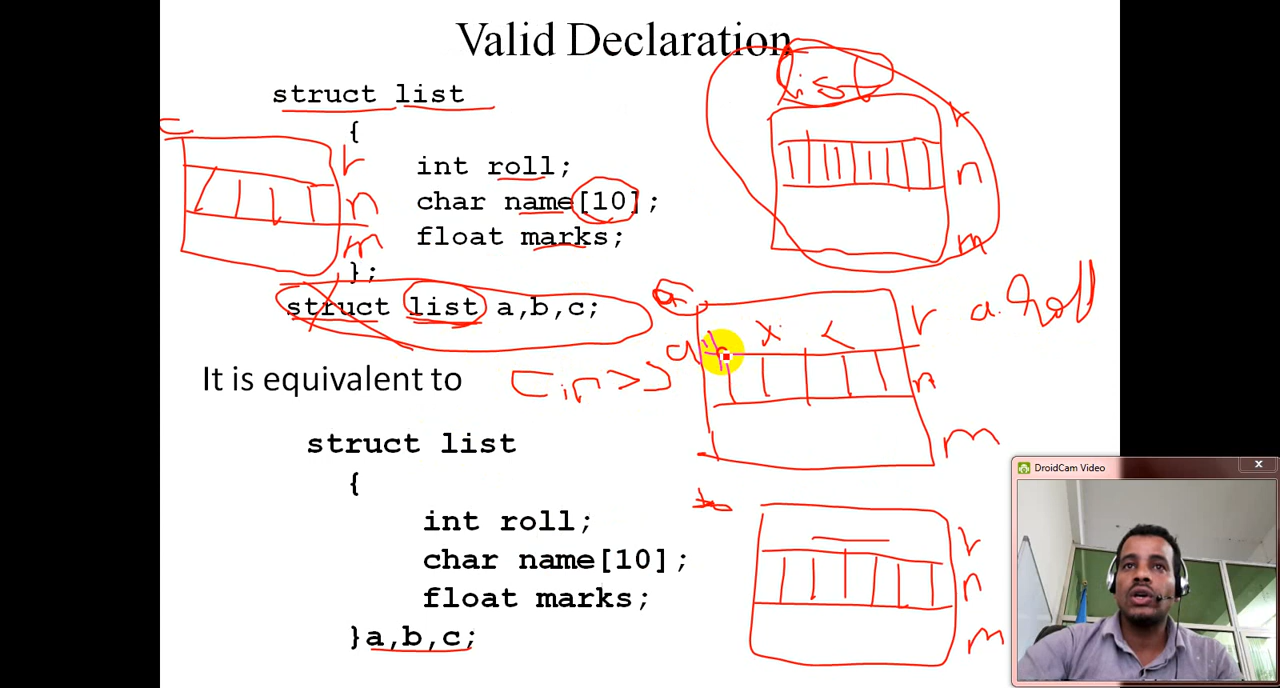 Valid Declaration
list
struct list
{
int roll;
char name[10];
float marks;
};
struct list a,b,c;
c
r
n
m
r
n
m
a
a.roll
r
n
m
It is equivalent to
cin>>
a
struct list
{
int roll;
char name[10];
float marks;
}a,b,c;
b
r
n
m
DroidCam Video
x